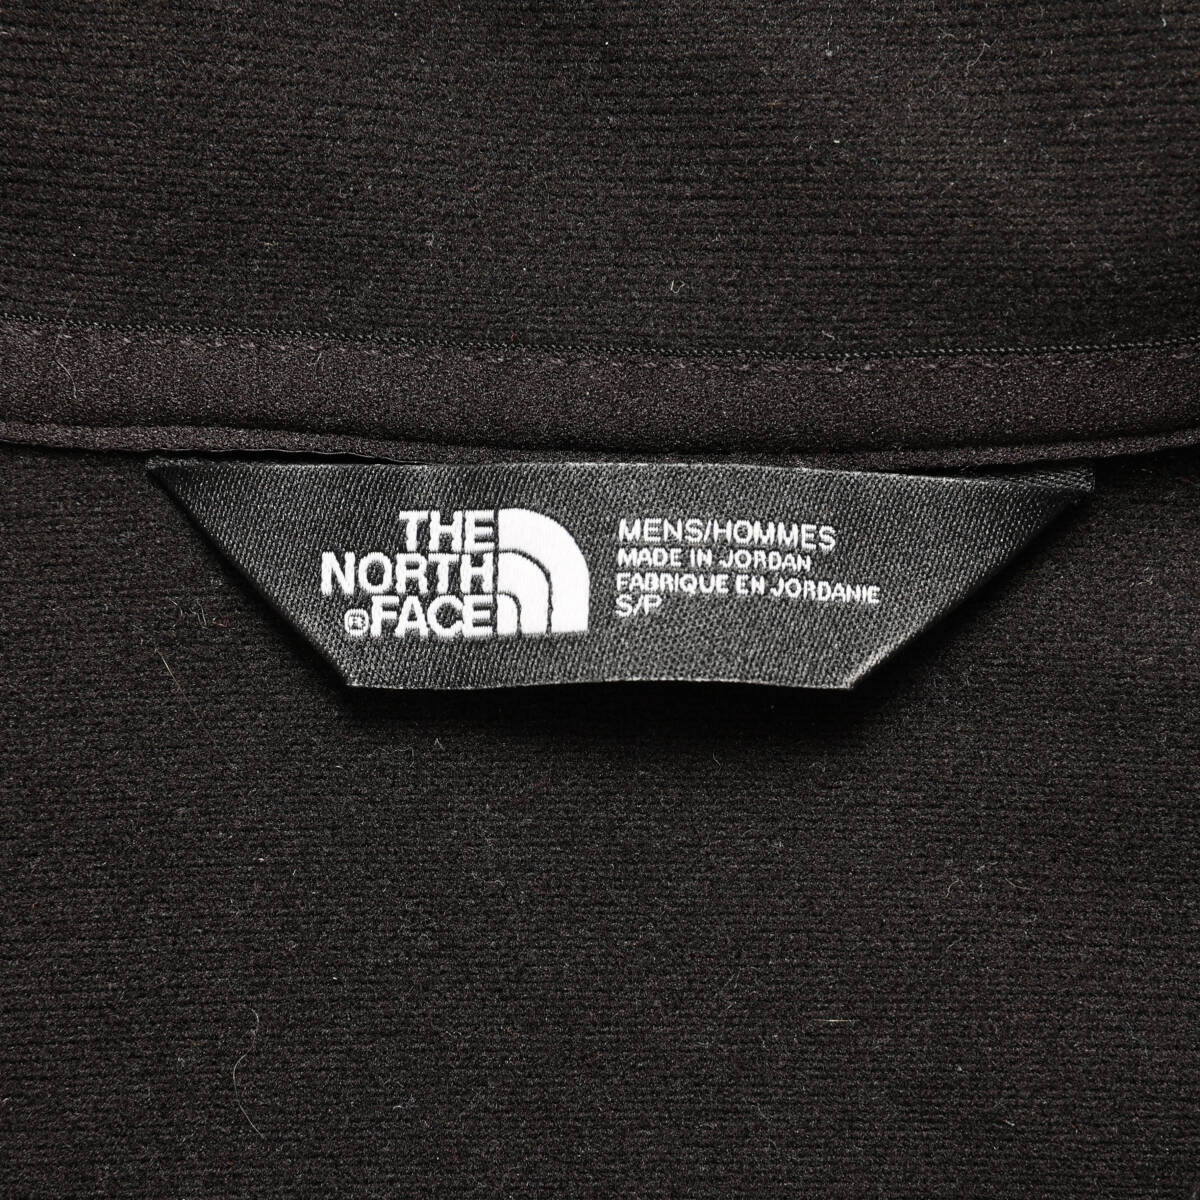 THE
NORTH
®FACE
MENS/HOMMES
MADE IN JORDAN
FABRIQUE EN JORDANIE
S/P